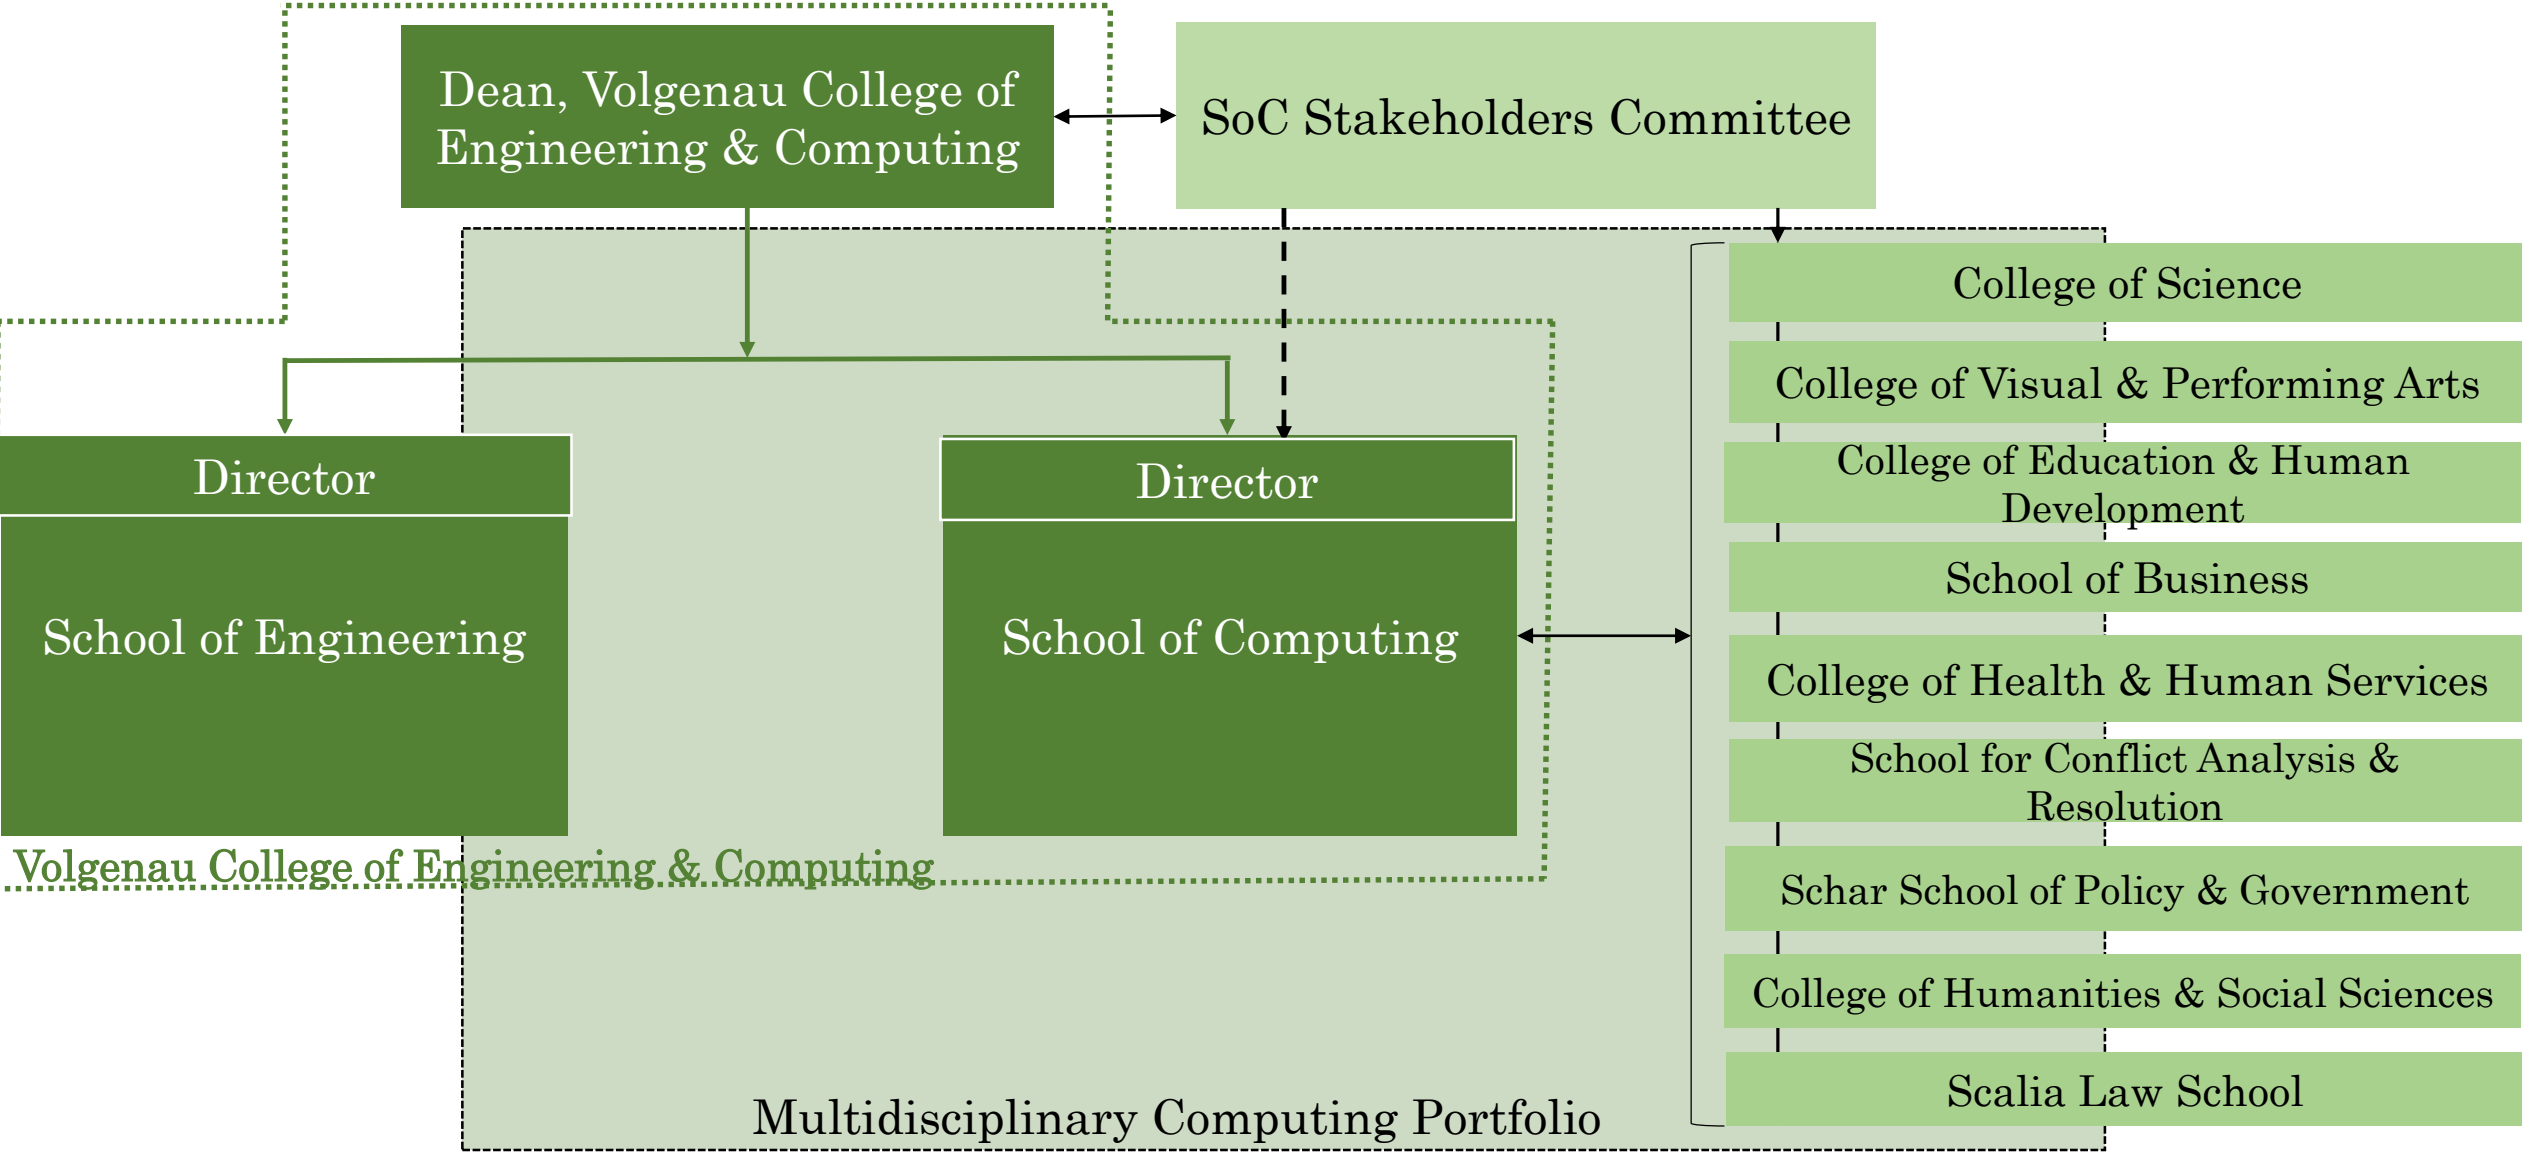 Dean, Volgenau College of
Engineering & Computing
SoC Stakeholders Committee
Director
School of Engineering
Director
School of Computing
Volgenau College of Engineering & Computing
College of Science
College of Visual & Performing Arts
College of Education & Human
Development
School of Business
College of Health & Human Services
School for Conflict Analysis &
Resolution
Schar School of Policy & Government
College of Humanities & Social Sciences
Scalia Law School
Multidisciplinary Computing Portfolio